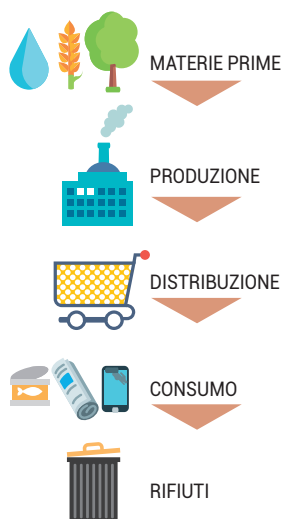 MATERIE PRIME
PRODUZIONE
DISTRIBUZIONE
CONSUMO
RIFIUTI